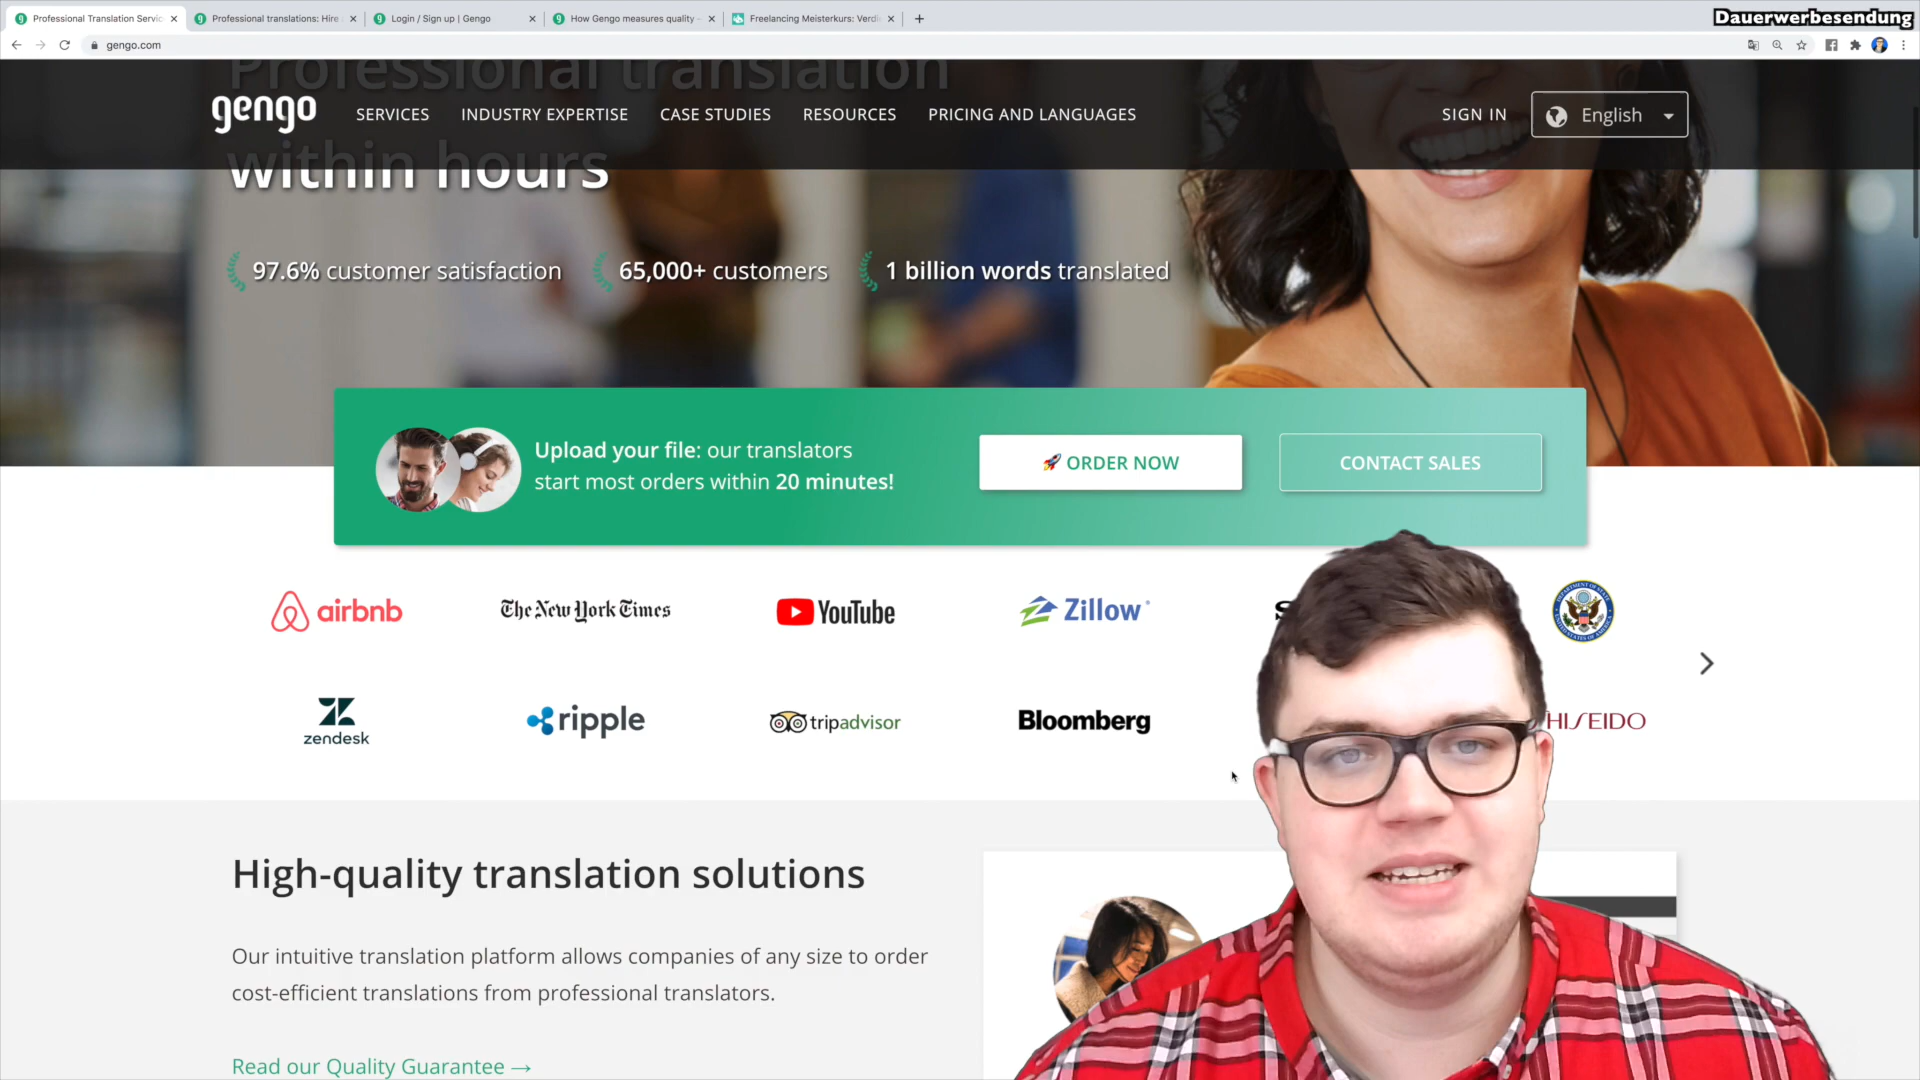 Professional Translation Servic
Professional translations: Hire
Login / Sign up | Gengo
How Gengo measures quality -
Freelancing Meisterkurs: Verdi
Dauerwerbesendung
gengo.com
Professional translation
within hours
gengo
SERVICES
INDUSTRY EXPERTISE
CASE STUDIES
RESOURCES
PRICING AND LANGUAGES
SIGN IN
English
97.6% customer satisfaction
65,000+ customers
1 billion words translated
Upload your file: our translators
start most orders within 20 minutes!
ORDER NOW
CONTACT SALES
airbnb
The New York Times
YouTube
Zillow
zendesk
ripple
tripadvisor
Bloomberg
HISEIDO
High-quality translation solutions
Our intuitive translation platform allows companies of any size to order
cost-efficient translations from professional translators.
Read our Quality Guarantee →